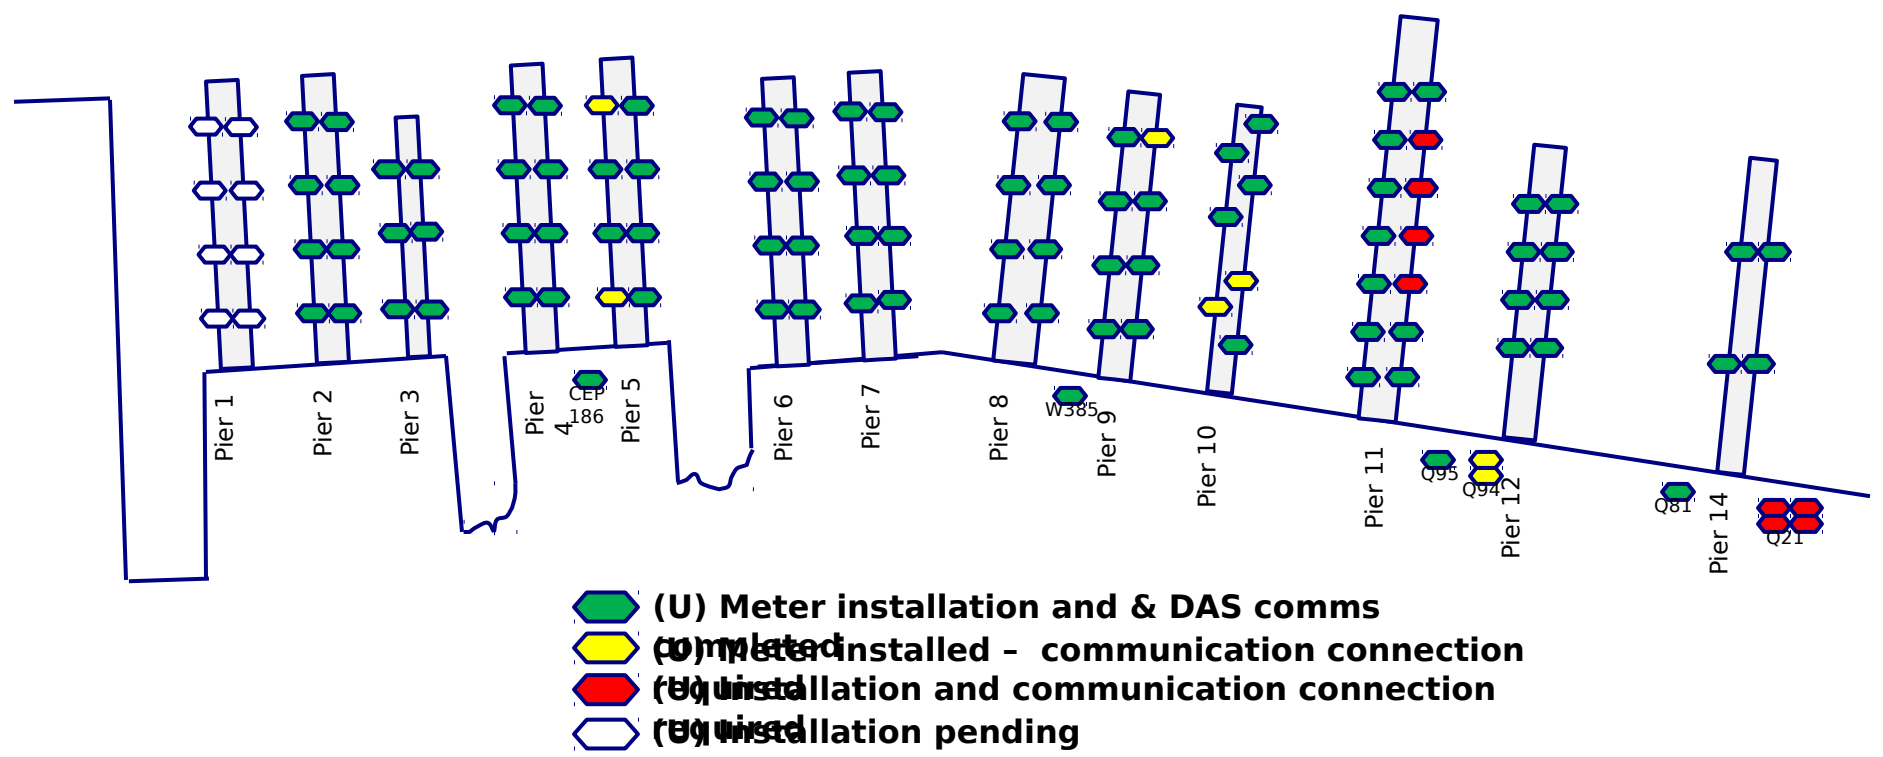 Pier 1
Pier 2
Pier 3
Pier
4
CEP
186
Pier 5
Pier 6
Pier 7
Pier 8
W385
Pier 9
Pier 10
Pier 11
Q95
Q94
Pier 12
Q81
Pier 14
Q21
(U) Meter installation and & DAS comms
completed
(U) Meter installed –  communication connection
required
(U) Installation and communication connection
required
(U) Installation pending